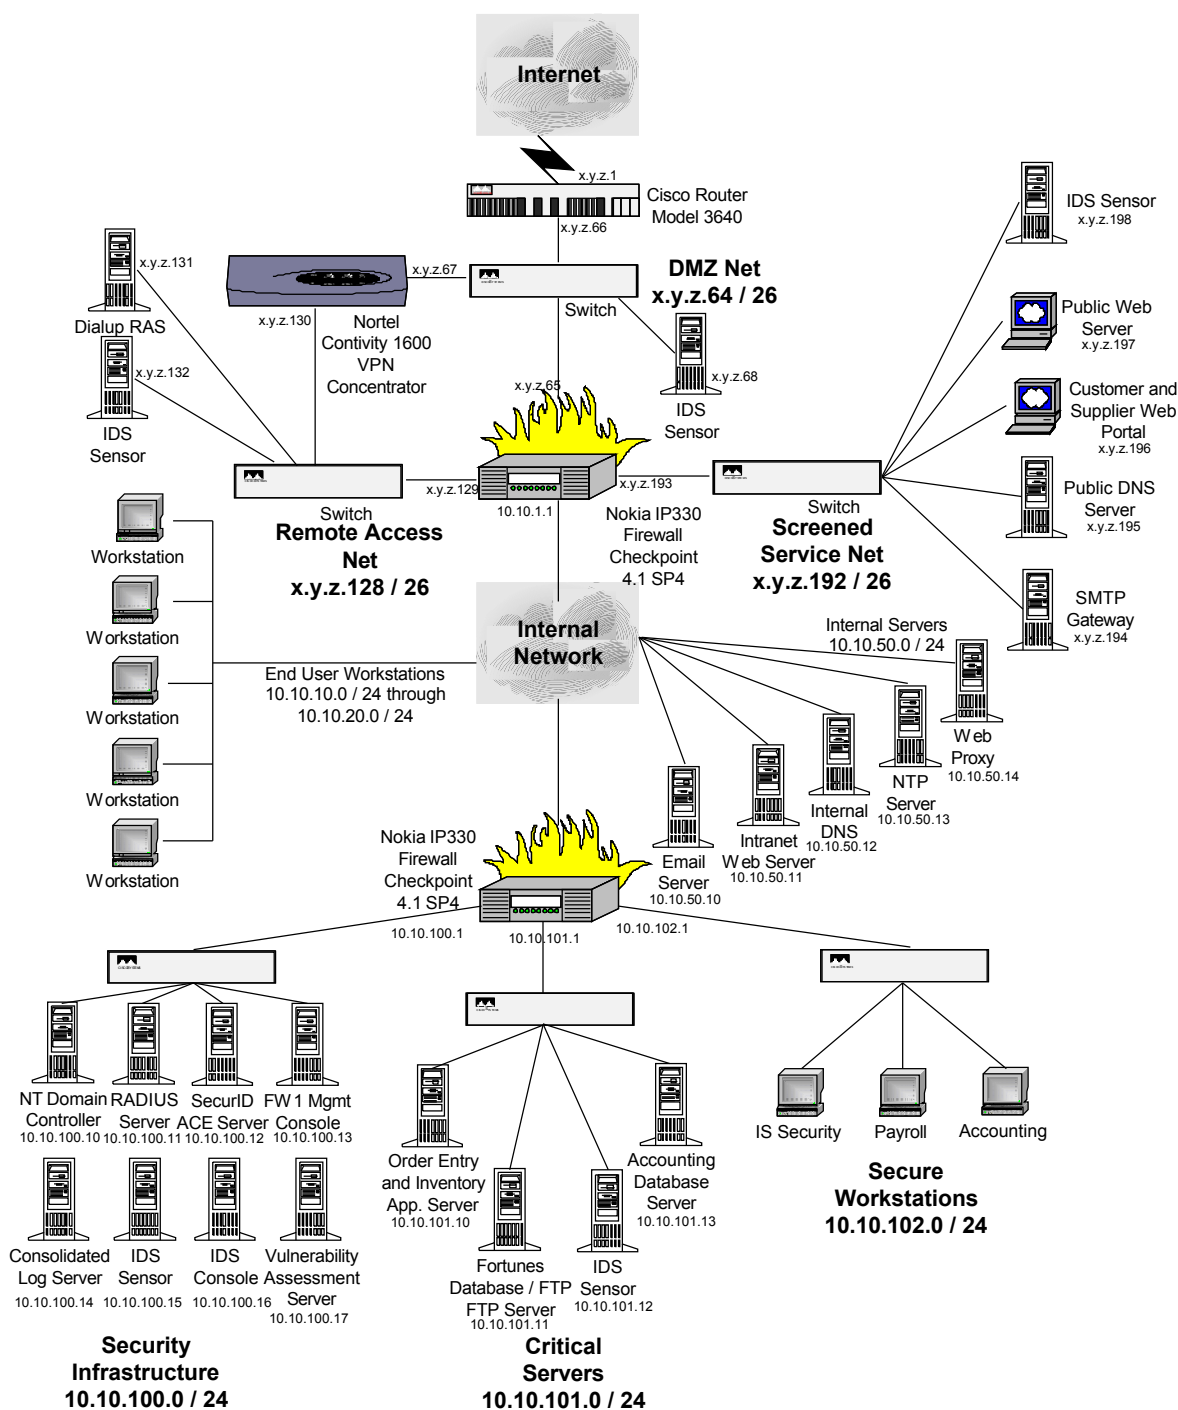 Internet
x.y.z.1
Cisco Router
Model 3640
x.y.z.66
IDS Sensor
x.y.z.198
x.y.z.131
Dialup RAS
x.y.z.67
DMZ Net
x.y.z.64 / 26
Switch
x.y.z.130
Nortel
Contivity 1600
VPN
Concentrator
Public Web
Server
x.y.z.197
x.y.z.132
IDS
Sensor
x.y.z.65
x.y.z.68
IDS
Sensor
Customer and
Supplier Web
Portal
x.y.z.196
x.y.z.129
10.10.1.1
x.y.z.193
Switch
Remote Access
Net
x.y.z.128 / 26
Nokia IP330
Firewall
Checkpoint
4.1 SP4
Switch
Screened
Service Net
x.y.z.192 / 26
Public DNS
Server
x.y.z.195
SMTP
Gateway
x.y.z.194
Workstation
Workstation
Workstation
Workstation
Workstation
Internal
Network
End User Workstations
10.10.10.0 / 24 through
10.10.20.0 / 24
Internal Servers
10.10.50.0 / 24
Web
Proxy
10.10.50.14
NTP
Server
10.10.50.13
Internal
DNS
10.10.50.12
Intranet
Web Server
10.10.50.11
Email
Server
10.10.50.10
Nokia IP330
Firewall
Checkpoint
4.1 SP4
10.10.100.1
10.10.101.1
10.10.102.1
NT Domain
Controller
10.10.100.10
RADIUS
Server
10.10.100.11
SecurID
ACE Server
10.10.100.12
FW1 Mgmt
Console
10.10.100.13
Consolidated
Log Server
10.10.100.14
IDS
Sensor
10.10.100.15
IDS
Console
10.10.100.16
Vulnerability
Assessment
Server
10.10.100.17
Security
Infrastructure
10.10.100.0 / 24
Order Entry
and Inventory
App. Server
10.10.101.10
Fortunes
Database / FTP
FTP Server
10.10.101.11
IDS
Sensor
10.10.101.12
Accounting
Database
Server
10.10.101.13
Critical
Servers
10.10.101.0 / 24
IS Security
Payroll
Accounting
Secure
Workstations
10.10.102.0 / 24